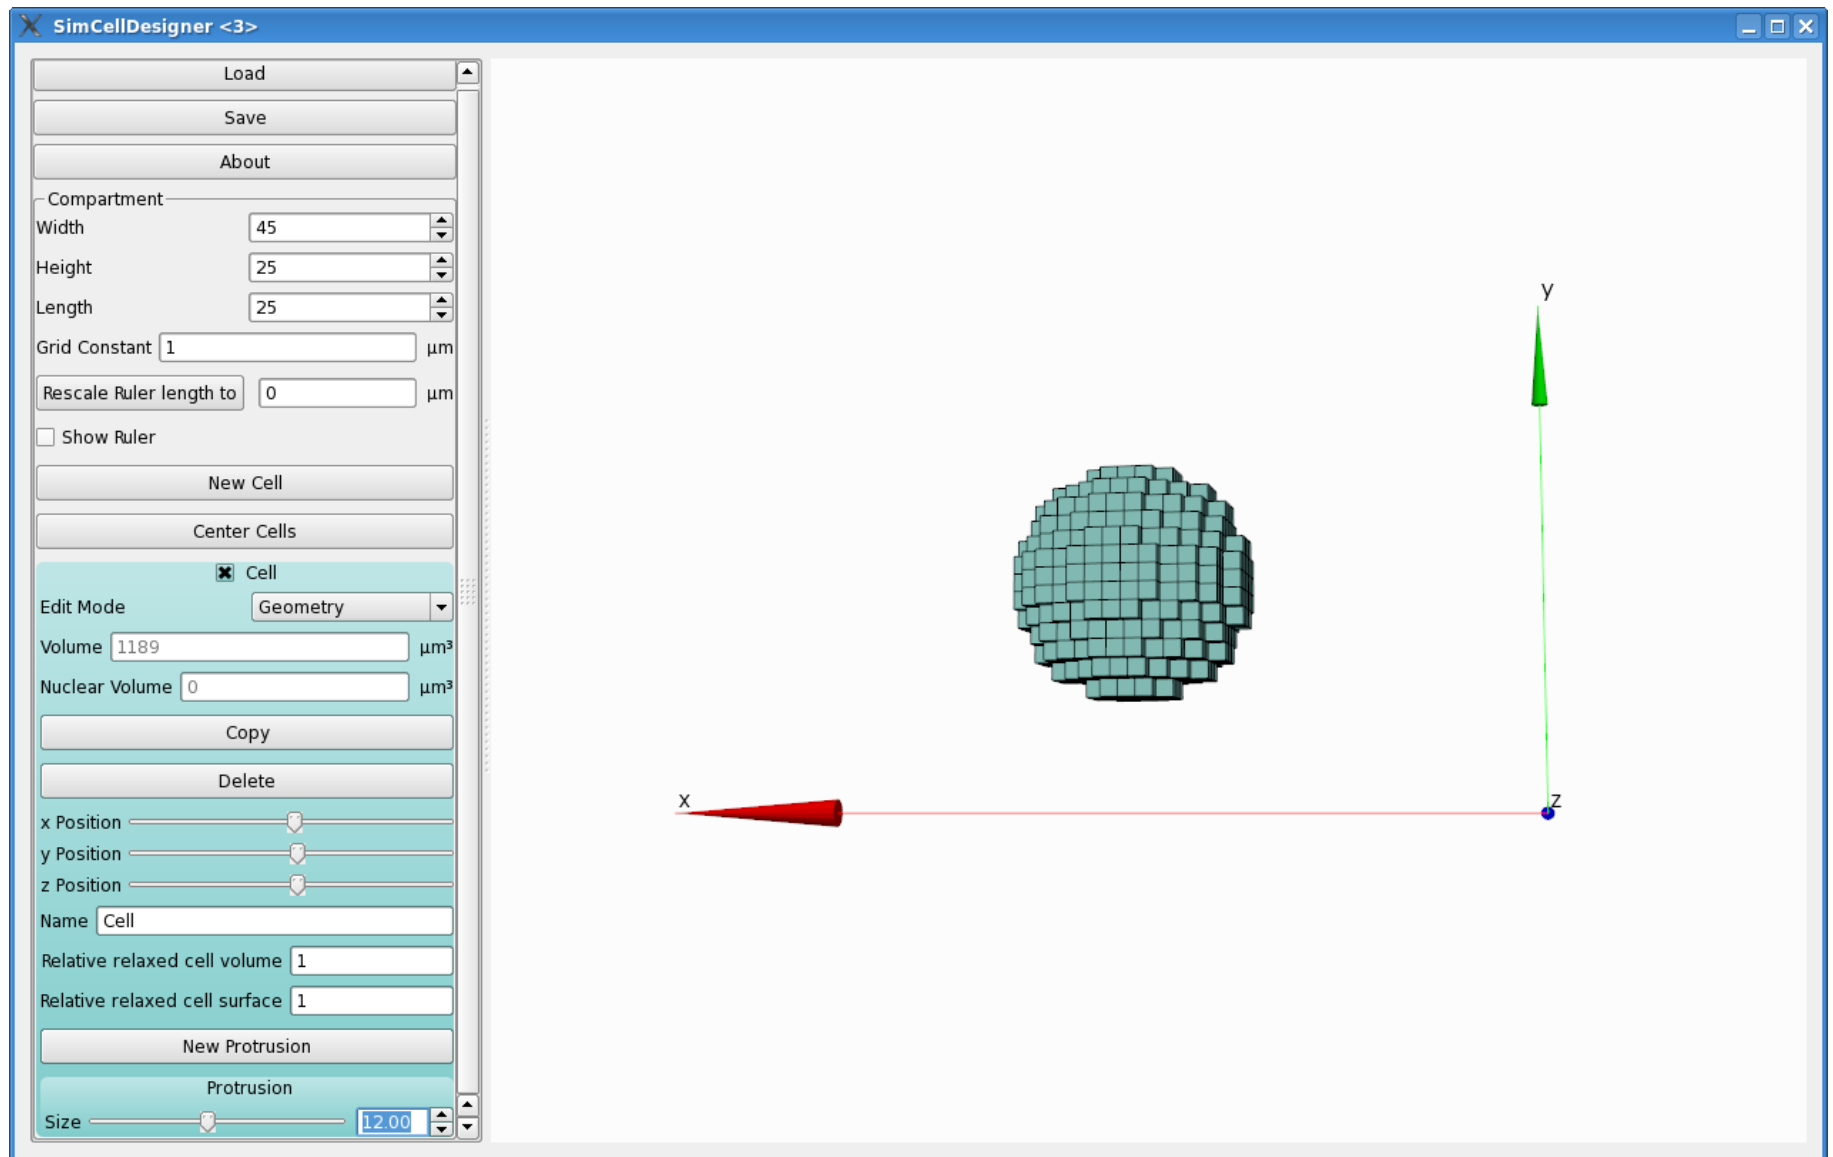 SimCellDesigner <3>
Load
Save
About
Compartment
Width 45
Height 25
Length 25
Grid Constant 1 µm
Rescale Ruler length to 0 µm
Show Ruler
New Cell
Center Cells
Cell
Edit Mode Geometry
Volume 1189 µm³
Nuclear Volume 0 µm³
Copy
Delete
x Position
y Position
z Position
Name Cell
Relative relaxed cell volume 1
Relative relaxed cell surface 1
New Protrusion
Protrusion
Size 12.00
y
x
z